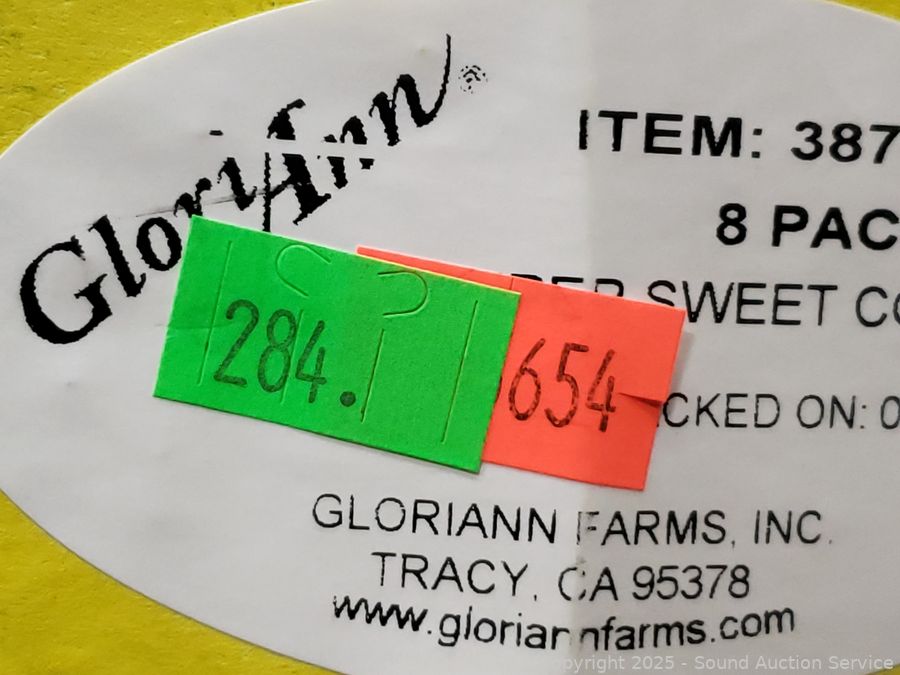 GloriAnn®
ITEM: 387
8 PAC
SWEET CO
284.
654
CKED ON: 0
GLORIANN FARMS, INC.
TRACY, CA 95378
www.gloriannfarms.com
Copyright 2025 - Sound Auction Service